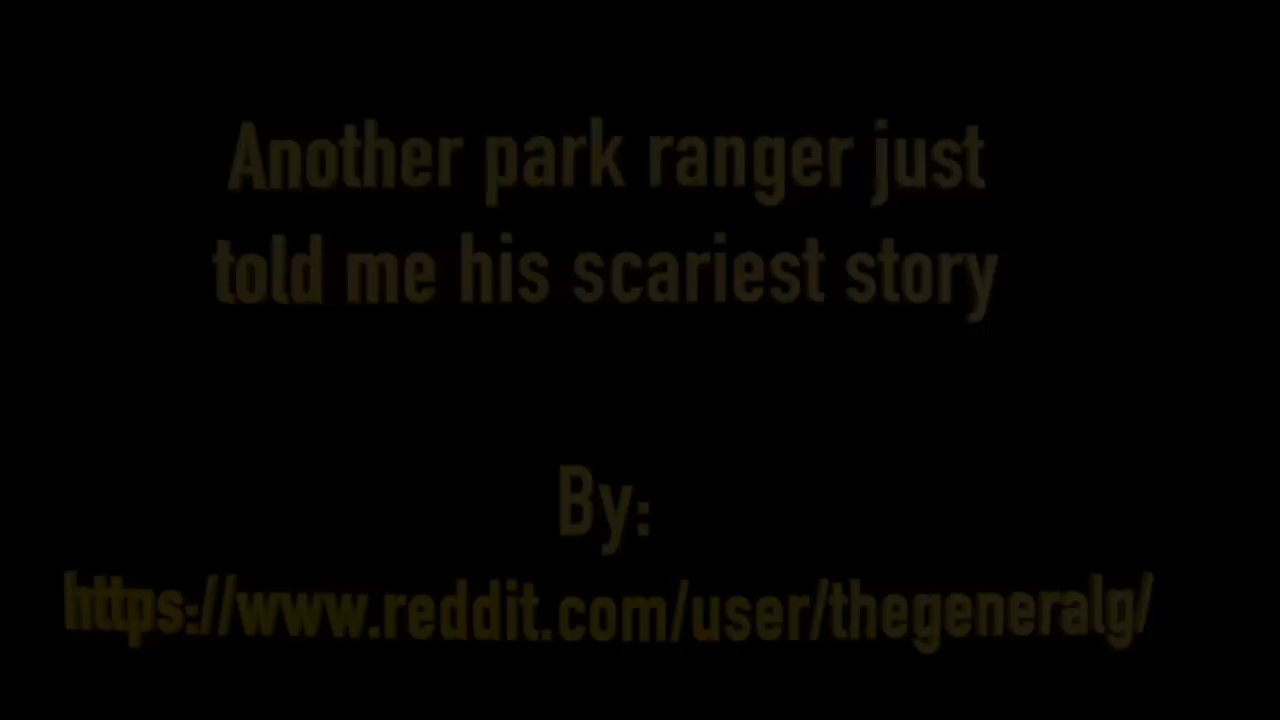 Another park ranger just
told me his scariest story
By:
https://www.reddit.com/user/thegeneralg/